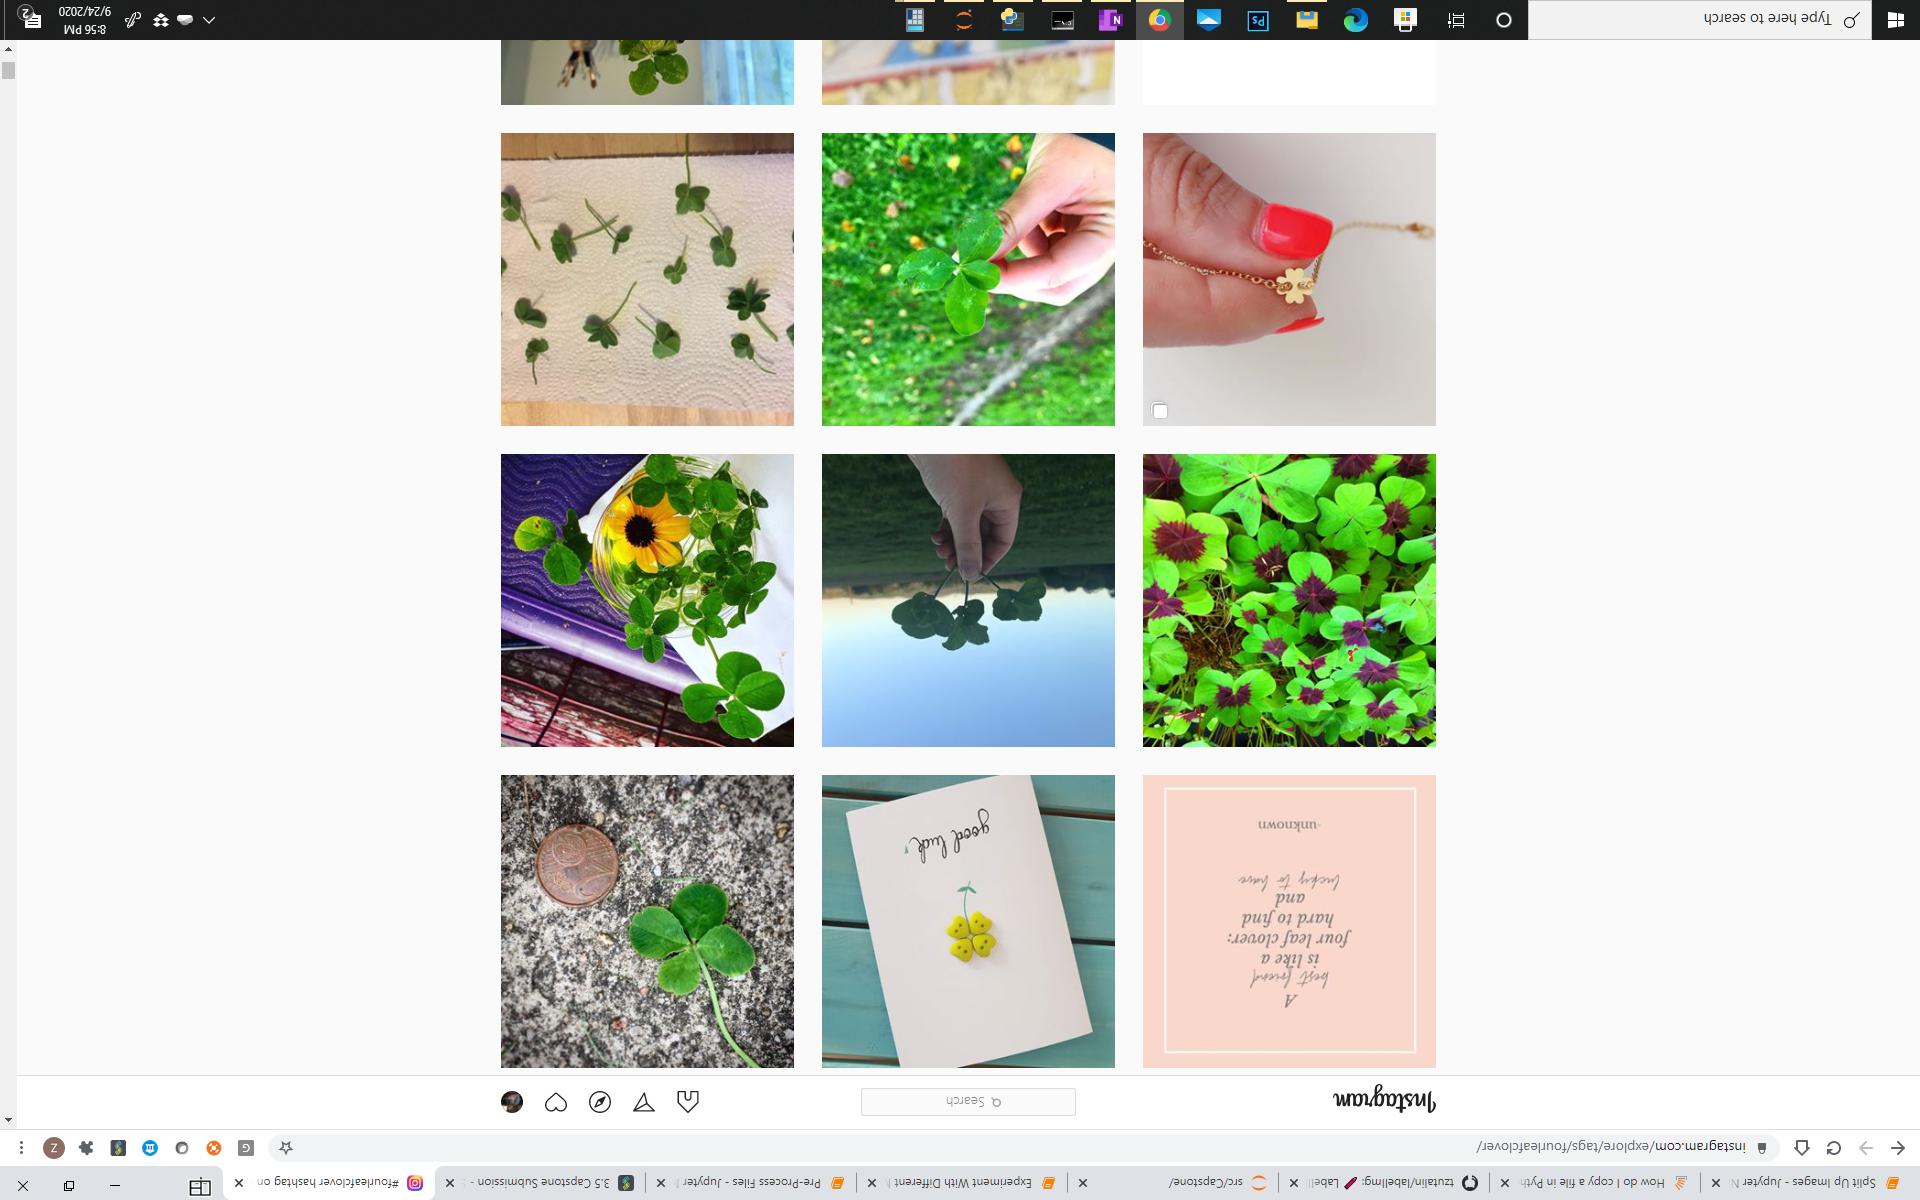 Split Up Images - Jupyter N
How do I copy a file in Pyth
tzutalin/labelImg: Labell
src/Capstone/
Experiment With Different N
Pre-Process Files - Jupyter
3.5 Capstone Submission -
#fourleafclover hashtag on
instagram.com/explore/tags/fourleafclover/
G
Z
Instagram
Search
A
best friend
is like a
four leaf clover:
hard to find
and
lucky to have
-unknown
good luck
Type here to search
Ps
N
8:56 PM
9/24/2020
2